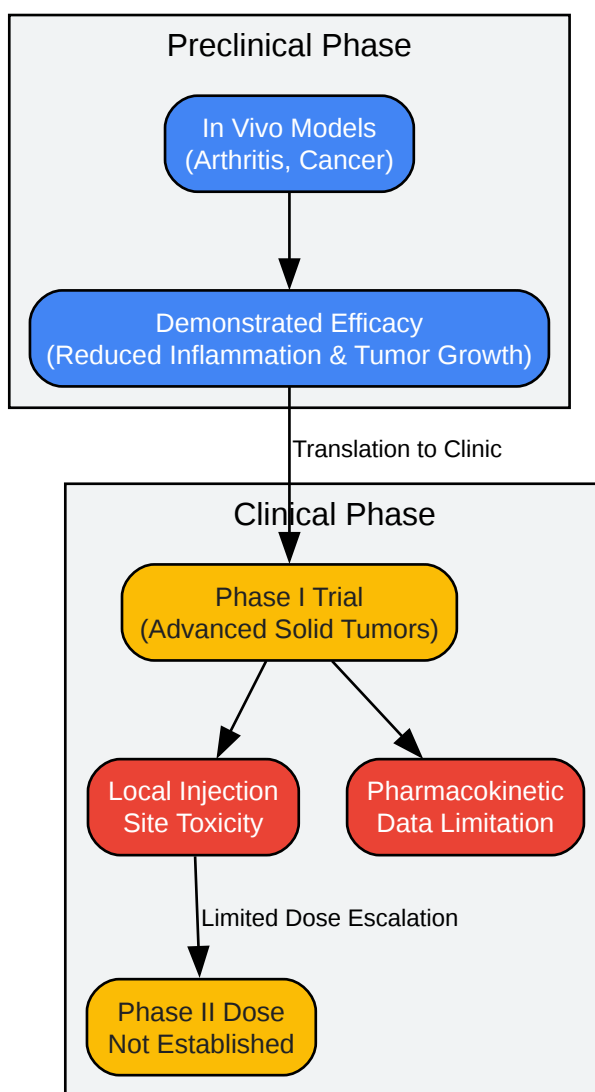 Preclinical Phase
In Vivo Models
(Arthritis, Cancer)
Demonstrated Efficacy
(Reduced Inflammation & Tumor Growth)
Translation to Clinic
Clinical Phase
Phase I Trial
(Advanced Solid Tumors)
Local Injection
Site Toxicity
Pharmacokinetic
Data Limitation
Limited Dose Escalation
Phase II Dose
Not Established